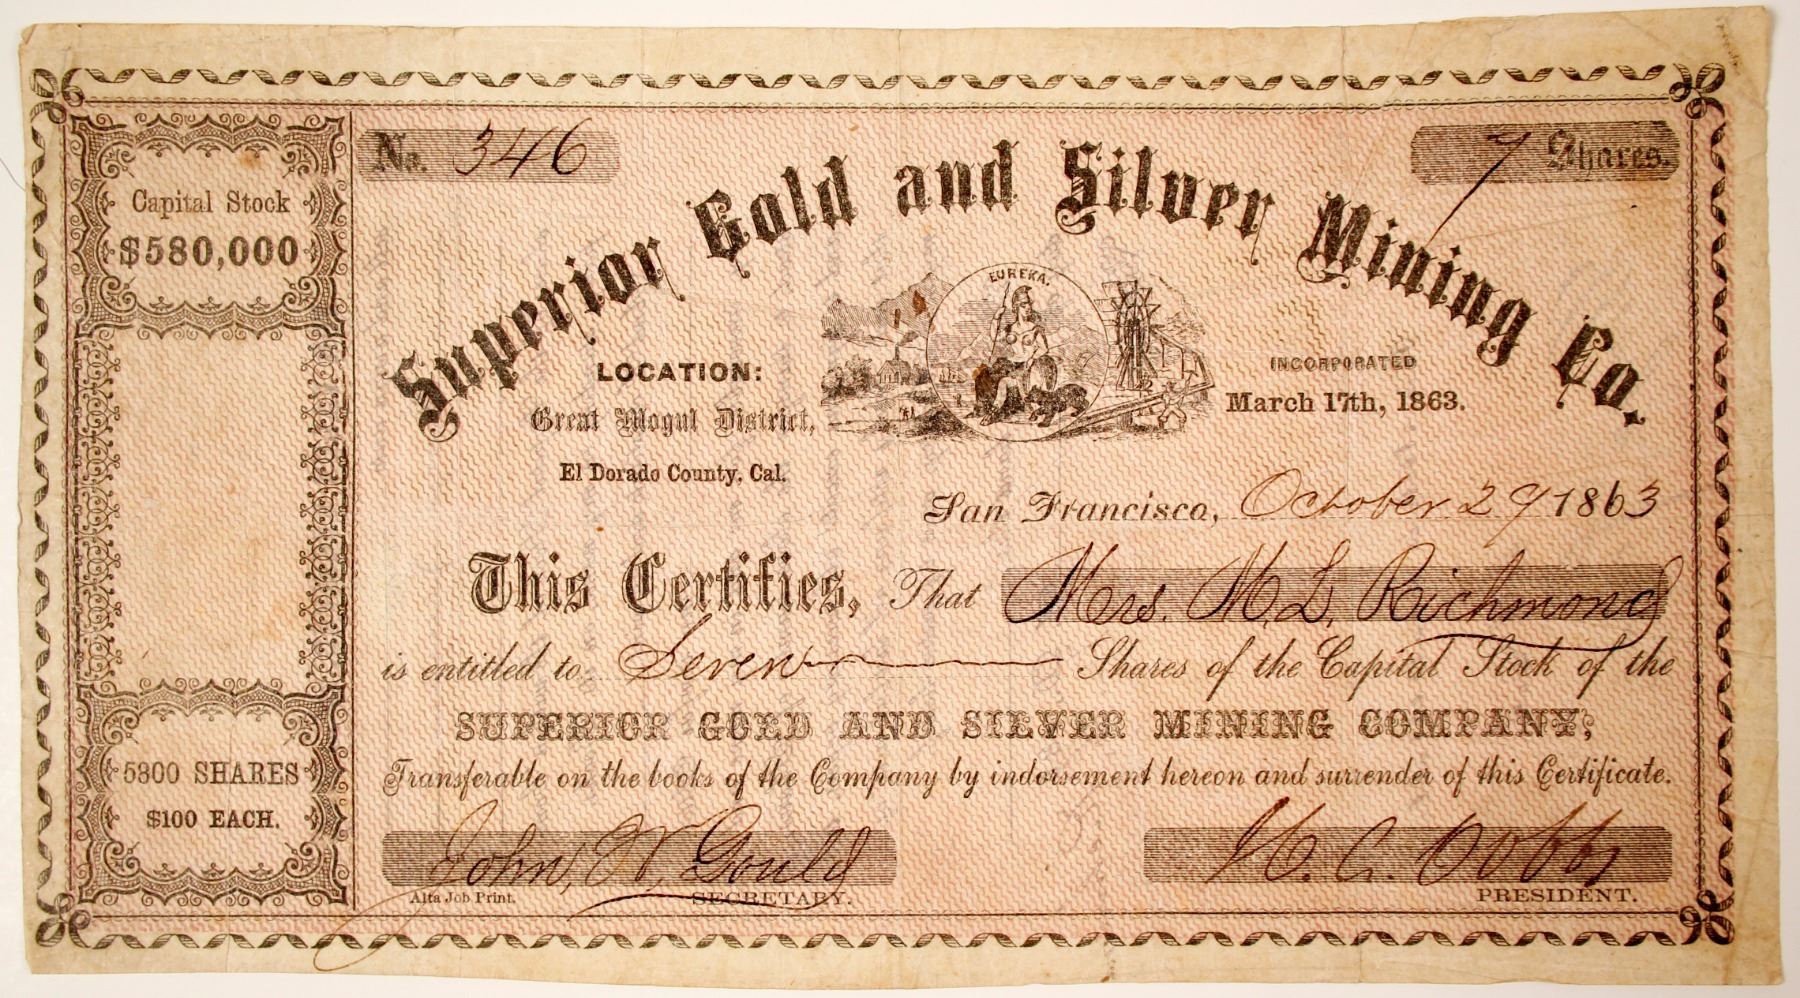 No. 346
7 Shares.
Superior Gold and Silver Mining Co.
Capital Stock
$580,000
EUREKA.
LOCATION:
Great Mogul District,
El Dorado County, Cal.
INCORPORATED
March 17th, 1863.
San Francisco, October 29 1863
This Certifies, That Mrs. M. L. Richmond
is entitled to Seven Shares of the Capital Stock of the
SUPERIOR GOLD AND SILVER MINING COMPANY,
Transferable on the books of the Company by indorsement hereon and surrender of this Certificate.
5800 SHARES
$100 EACH.
John, W, Gould
H. C. Dobbs
Alta Job Print.
SECRETARY.
PRESIDENT.